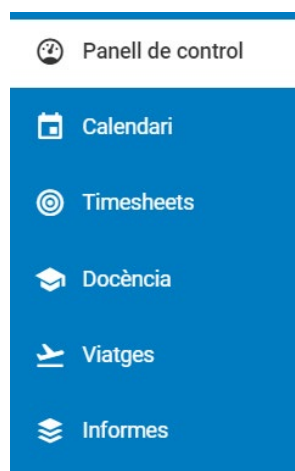 Panell de control
Calendari
Timesheets
Docència
Viatges
Informes